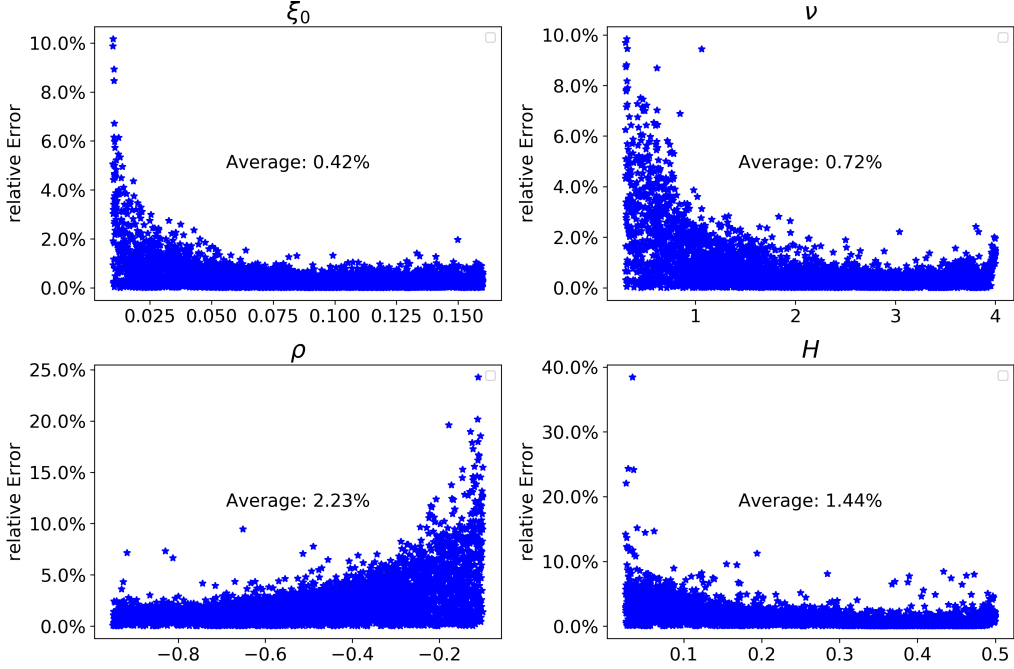 ξ₀
relative Error
10.0%
8.0%
6.0%
4.0%
2.0%
0.0%
Average: 0.42%
0.025 0.050 0.075 0.100 0.125 0.150
ν
relative Error
10.0%
8.0%
6.0%
4.0%
2.0%
0.0%
Average: 0.72%
1 2 3 4
ρ
relative Error
25.0%
20.0%
15.0%
10.0%
5.0%
0.0%
Average: 2.23%
−0.8 −0.6 −0.4 −0.2
H
relative Error
40.0%
30.0%
20.0%
10.0%
0.0%
Average: 1.44%
0.1 0.2 0.3 0.4 0.5